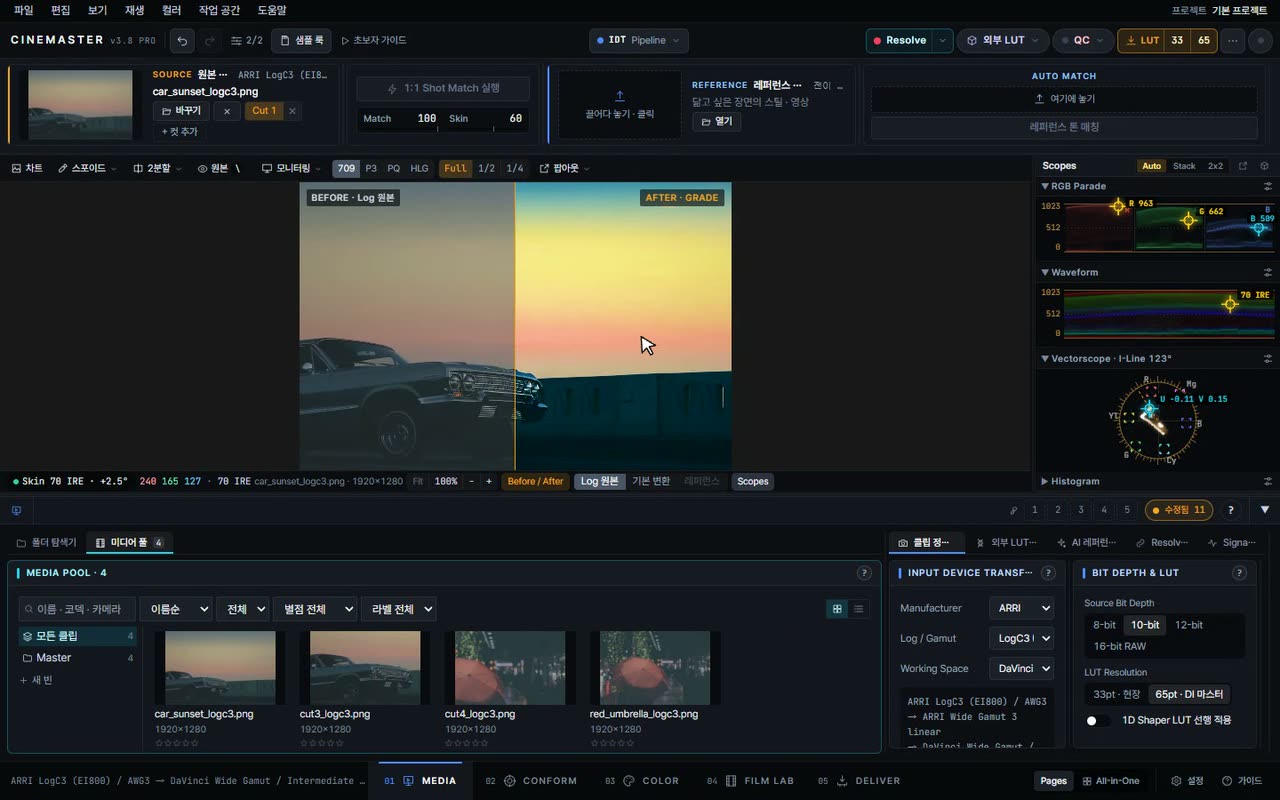 파일 편집 보기 재생 컬러 작업 공간 도움말 프로젝트 기본 프로젝트
CINEMASTER v3.8 PRO 2/2 샘플 룩 초보자 가이드 IDT Pipeline Resolve 외부 LUT QC LUT 33 65
SOURCE 원본 ··· ARRI LogC3 (EI8…
car_sunset_logc3.png
바꾸기 × Cut 1 ×
+ 컷 추가
1:1 Shot Match 실행
Match 100 Skin 60
끌어다 놓기 · 클릭
REFERENCE 레퍼런스 ··· 전이 …
닮고 싶은 장면의 스틸 · 영상
열기
AUTO MATCH
여기에 놓기
레퍼런스 톤 매칭
차트 스포이드 2분할 원본 \ 모니터링 709 P3 PQ HLG Full 1/2 1/4 팝아웃
BEFORE · Log 원본
AFTER · GRADE
Scopes Auto Stack 2x2
RGB Parade
1023
512
0
R 963
G 662
B
B 509
Waveform
1023
512
0
70 IRE
Vectorscope · I-Line 123°
R
Mg
U -0.11 V 0.15
YL
B
G
Cy
Histogram
Skin 70 IRE · +2.5° 240 165 127 · 70 IRE car_sunset_logc3.png · 1920×1280 Fit 100% - + Before / After Log 원본 기본 변환 레퍼런스 Scopes
1 2 3 4 5 수정됨 11 ?
폴더 탐색기 미디어 풀 4
클립 정··· 외부 LUT··· AI 레퍼런··· Resolv··· Signa···
MEDIA POOL · 4 ?
이름 · 코덱 · 카메라 이름순 전체 별점 전체 라벨 전체
모든 클립 4
Master 4
+ 새 빈
car_sunset_logc3.png
1920×1280
cut3_logc3.png
1920×1280
cut4_logc3.png
1920×1280
red_umbrella_logc3.png
1920×1280
INPUT DEVICE TRANSF··· ?
Manufacturer ARRI
Log / Gamut LogC3 (
Working Space DaVinci
ARRI LogC3 (EI800) / AWG3
→ ARRI Wide Gamut 3
linear
→ DaVinci Wide Gamut /
BIT DEPTH & LUT ?
Source Bit Depth
8-bit 10-bit 12-bit
16-bit RAW
LUT Resolution
33pt · 현장 65pt · DI 마스터
1D Shaper LUT 선행 적용
ARRI LogC3 (EI800) / AWG3 → DaVinci Wide Gamut / Intermediate … 01 MEDIA 02 CONFORM 03 COLOR 04 FILM LAB 05 DELIVER Pages All-in-One 설정 가이드